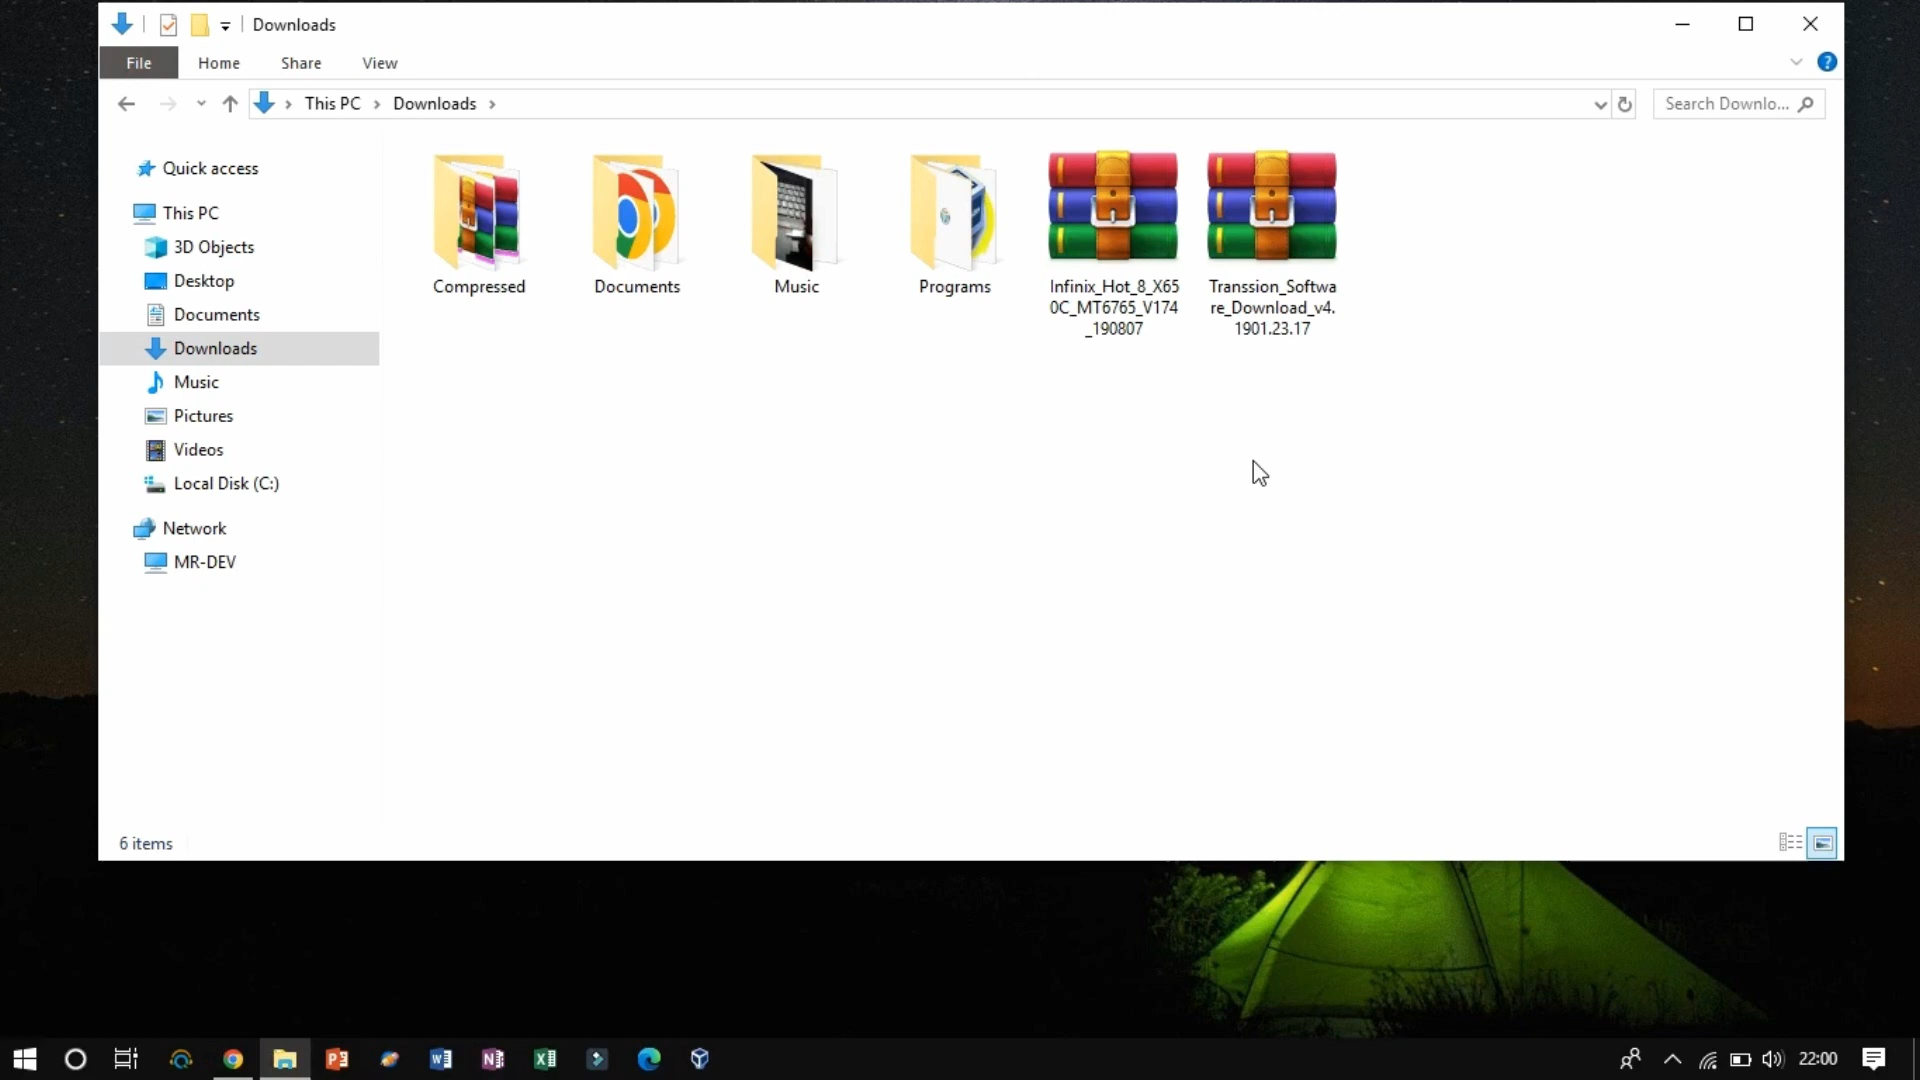 Downloads
File Home Share View
This PC Downloads
Search Downlo...
Quick access
This PC
3D Objects
Desktop
Documents
Downloads
Music
Pictures
Videos
Local Disk (C:)
Network
MR-DEV
Compressed
Documents
Music
Programs
Infinix_Hot_8_X65
0C_MT6765_V174
_190807
Transsion_Softwa
re_Download_v4.
1901.23.17
6 items
22:00